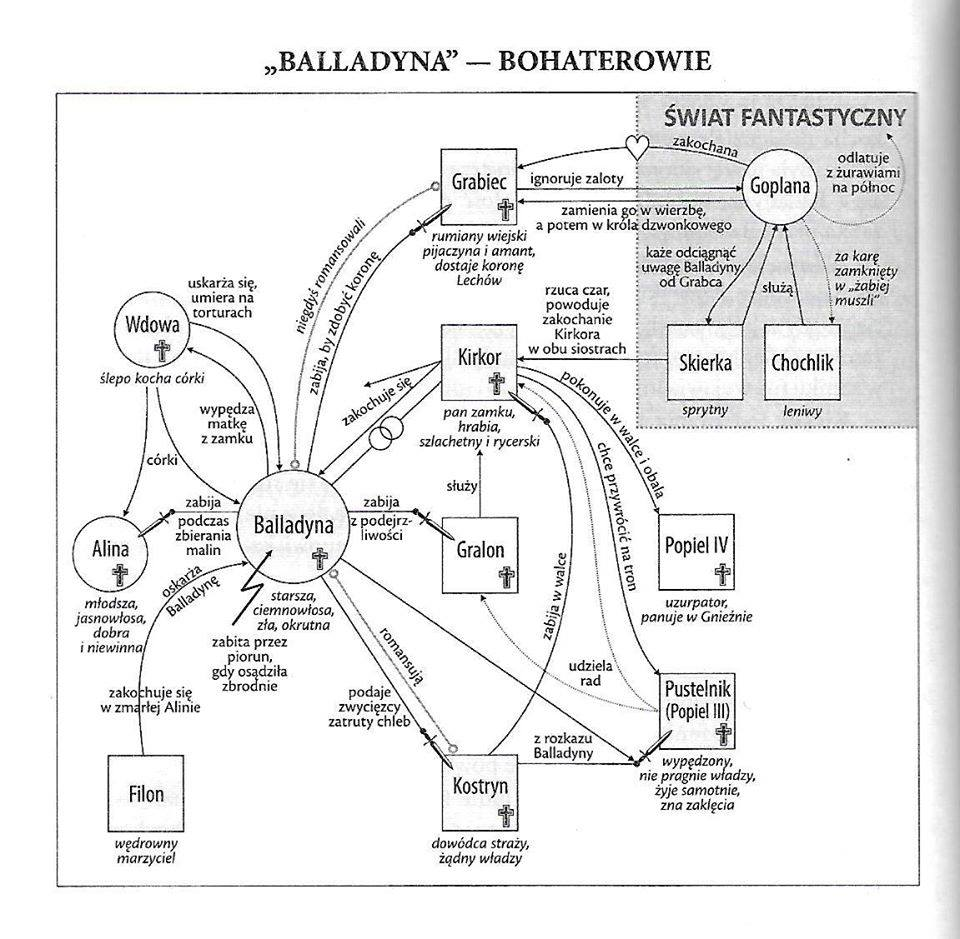 „BALLADYNA” — BOHATEROWIE
ŚWIAT FANTASTYCZNY
zakochana
Grabiec
ignoruje zaloty
Goplana
odlatuje
z żurawiami
na północ
zamienia go w wierzbę,
a potem w króla dzwonkowego
rumiany wiejski
pijaczyna i amant,
dostaje koronę
Lechów
niegdyś romansowali
zabija, by zdobyć koronę
każe odciągnąć
uwagę Balladyny
od Grabca
służą
za karę
zamknięty
w „żabiej
muszli”
uskarża się,
umiera na
torturach
Wdowa
ślepo kocha córki
rzuca czar,
powoduje
zakochanie
Kirkora
w obu siostrach
Kirkor
Skierka
Chochlik
sprytny
leniwy
zakochuje się
pan zamku,
hrabia,
szlachetny i rycerski
pokonuje w walce i obala
chce przywrócić na tron
wypędza
matkę
z zamku
córki
służy
zabija
podczas
zbierania
malin
Balladyna
zabija
z podejrz-
liwości
Alina
Gralon
Popiel IV
młodsza,
jasnowłosa,
dobra
i niewinna
oskarża
Balladynę
starsza,
ciemnowłosa,
zła, okrutna
uzurpator,
panuje w Gnieźnie
zabija w walce
zabita przez
piorun,
gdy osądziła
zbrodnie
romansują
udziela
rad
zakochuje się
w zmarłej Alinie
podaje
zwycięzcy
zatruty chleb
Pustelnik
(Popiel III)
z rozkazu
Balladyny
wypędzony,
nie pragnie władzy,
żyje samotnie,
zna zaklęcia
Filon
Kostryn
wędrowny
marzyciel
dowódca straży,
żądny władzy